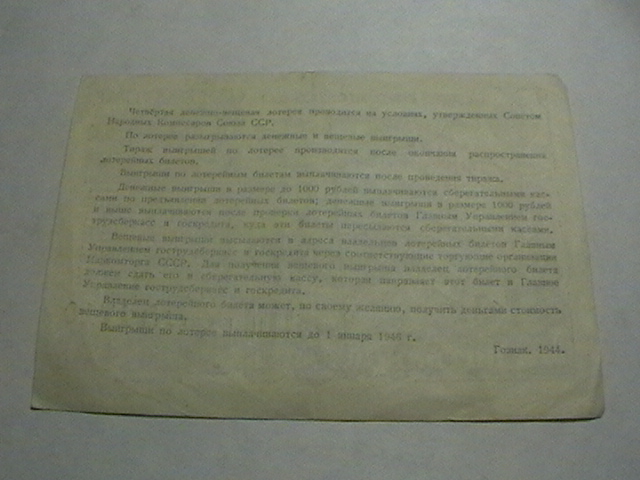 Четвёртая денежно-вещевая лотерея проводится на условиях, утверждённых Советом
Народных Комиссаров Союза ССР.
По лотерее разыгрываются денежные и вещевые выигрыши.
Тираж выигрышей по лотерее производится после окончания распространения
лотерейных билетов.
Выигрыши по лотерейным билетам выплачиваются после проведения тиража.
Денежные выигрыши в размере до 1000 рублей выплачиваются сберегательными кас-
сами по предъявлении лотерейных билетов; денежные выигрыши в размере 1000 рублей
и выше выплачиваются после проверки лотерейных билетов Главным Управлением гос-
трудсберкасс и госкредита, куда эти билеты пересылаются сберегательными кассами.
Вещевые выигрыши высылаются в адреса владельцев лотерейных билетов Главным
Управлением гострудсберкасс и госкредита через соответствующие торгующие организации
Наркомторга СССР. Для получения вещевого выигрыша владелец лотерейного билета
должен сдать его в сберегательную кассу, которая направляет этот билет в Главное
Управление гострудсберкасс и госкредита.
Владелец лотерейного билета может, по своему желанию, получить деньгами стоимость
вещевого выигрыша.
Выигрыши по лотерее выплачиваются до 1 января 1946 г.
Гознак. 1944.